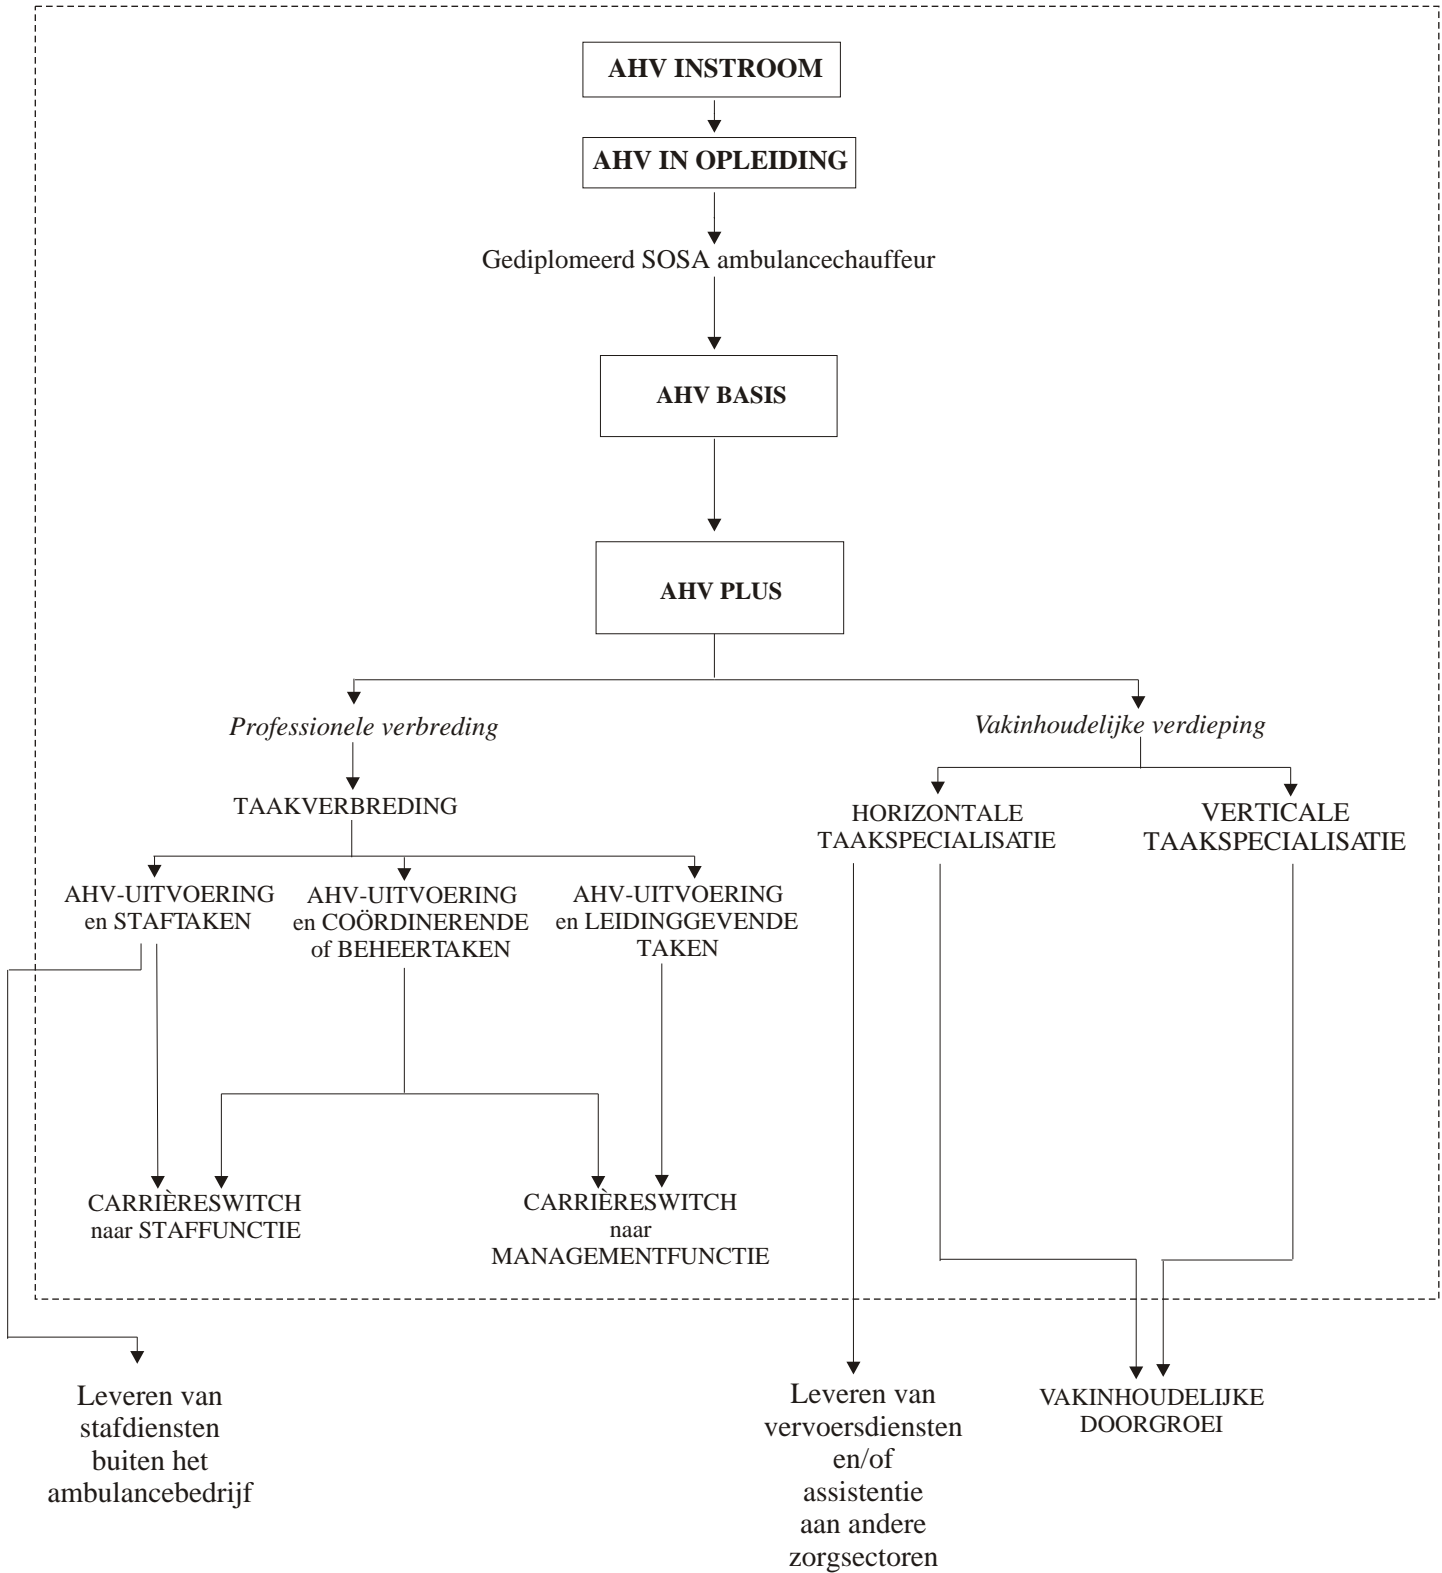 AHV INSTROOM
AHV IN OPLEIDING
Gediplomeerd SOSA ambulancechauffeur
AHV BASIS
AHV PLUS
Professionele verbreding
Vakinhoudelijke verdieping
TAAKVERBREDING
HORIZONTALE
TAAKSPECIALISATIE
VERTICALE
TAAKSPECIALISATIE
AHV-UITVOERING
en STAFTAKEN
AHV-UITVOERING
en COÖRDINERENDE
of BEHEERTAKEN
AHV-UITVOERING
en LEIDINGGEVENDE
TAKEN
CARRIÈRESWITCH
naar STAFFUNCTIE
CARRIÈRESWITCH
naar
MANAGEMENTFUNCTIE
Leveren van
stafdiensten
buiten het
ambulancebedrijf
Leveren van
vervoersdiensten
en/of
assistentie
aan andere
zorgsectoren
VAKINHOUDELIJKE
DOORGROEI